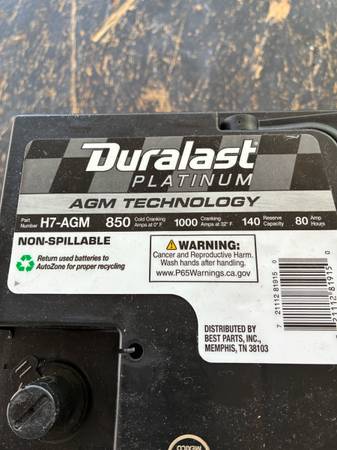 Duralast
PLATINUM
AGM TECHNOLOGY
Part Number H7-AGM 850 Cold Cranking Amps at 0° F 1000 Cranking Amps at 32° F 140 Reserve Capacity 80 Amp Hours
NON-SPILLABLE
Return used batteries to
AutoZone for proper recycling
WARNING:
Cancer and Reproductive Harm.
Wash hands after handling.
www.P65Warnings.ca.gov
DISTRIBUTED BY
BEST PARTS, INC.,
MEMPHIS, TN 38103
7 21112 81915 0
MEXICO